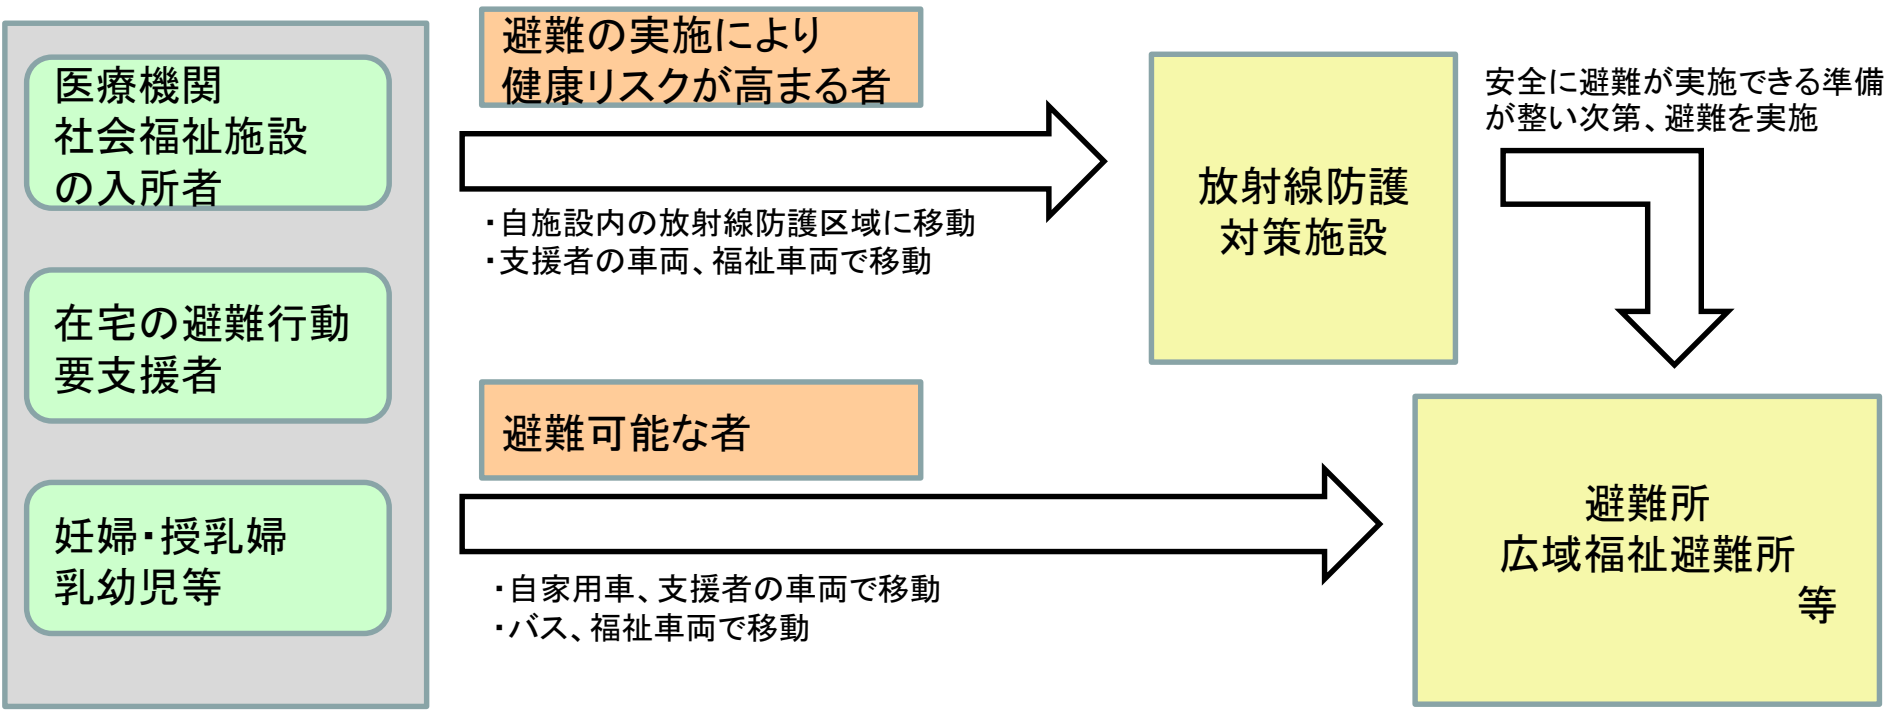 医療機関
社会福祉施設
の入所者
在宅の避難行動
要支援者
妊婦・授乳婦
乳幼児等
避難の実施により
健康リスクが高まる者
・自施設内の放射線防護区域に移動
・支援者の車両、福祉車両で移動
放射線防護
対策施設
安全に避難が実施できる準備
が整い次第、避難を実施
避難可能な者
・自家用車、支援者の車両で移動
・バス、福祉車両で移動
避難所
広域福祉避難所
等